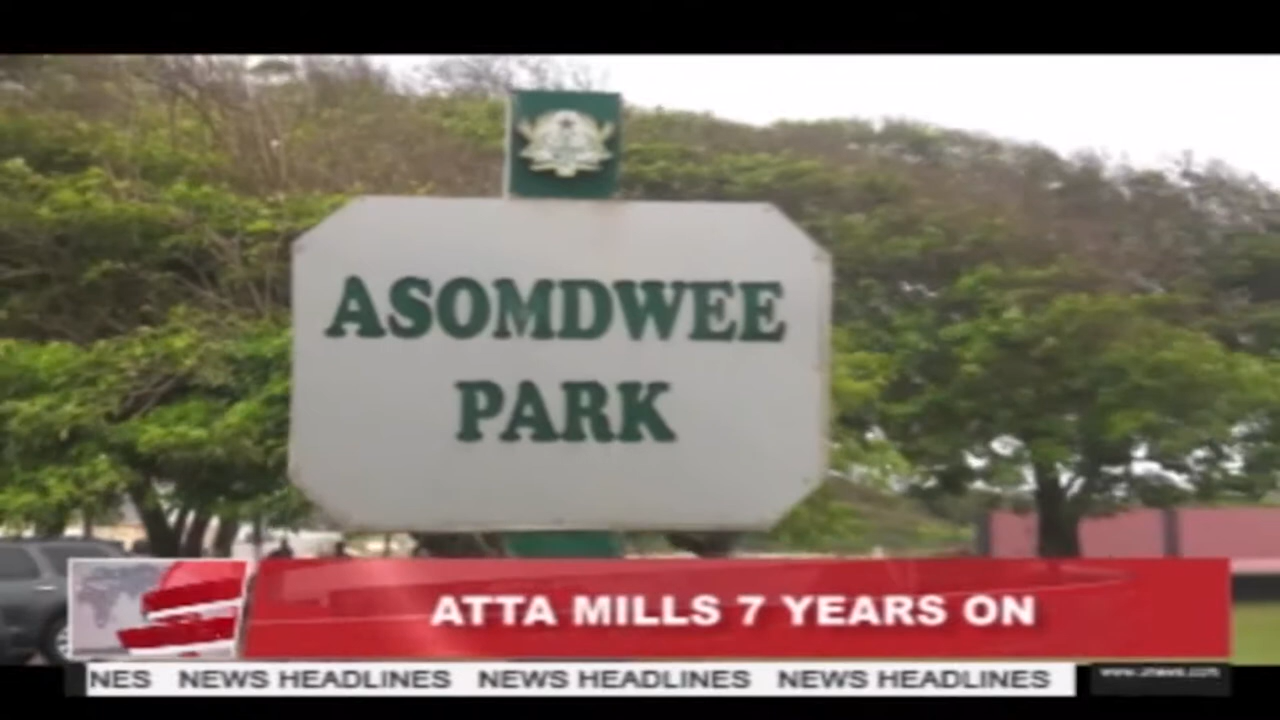 ASOMDWEE
PARK
ATTA MILLS 7 YEARS ON
NES NEWS HEADLINES NEWS HEADLINES NEWS HEADLINES